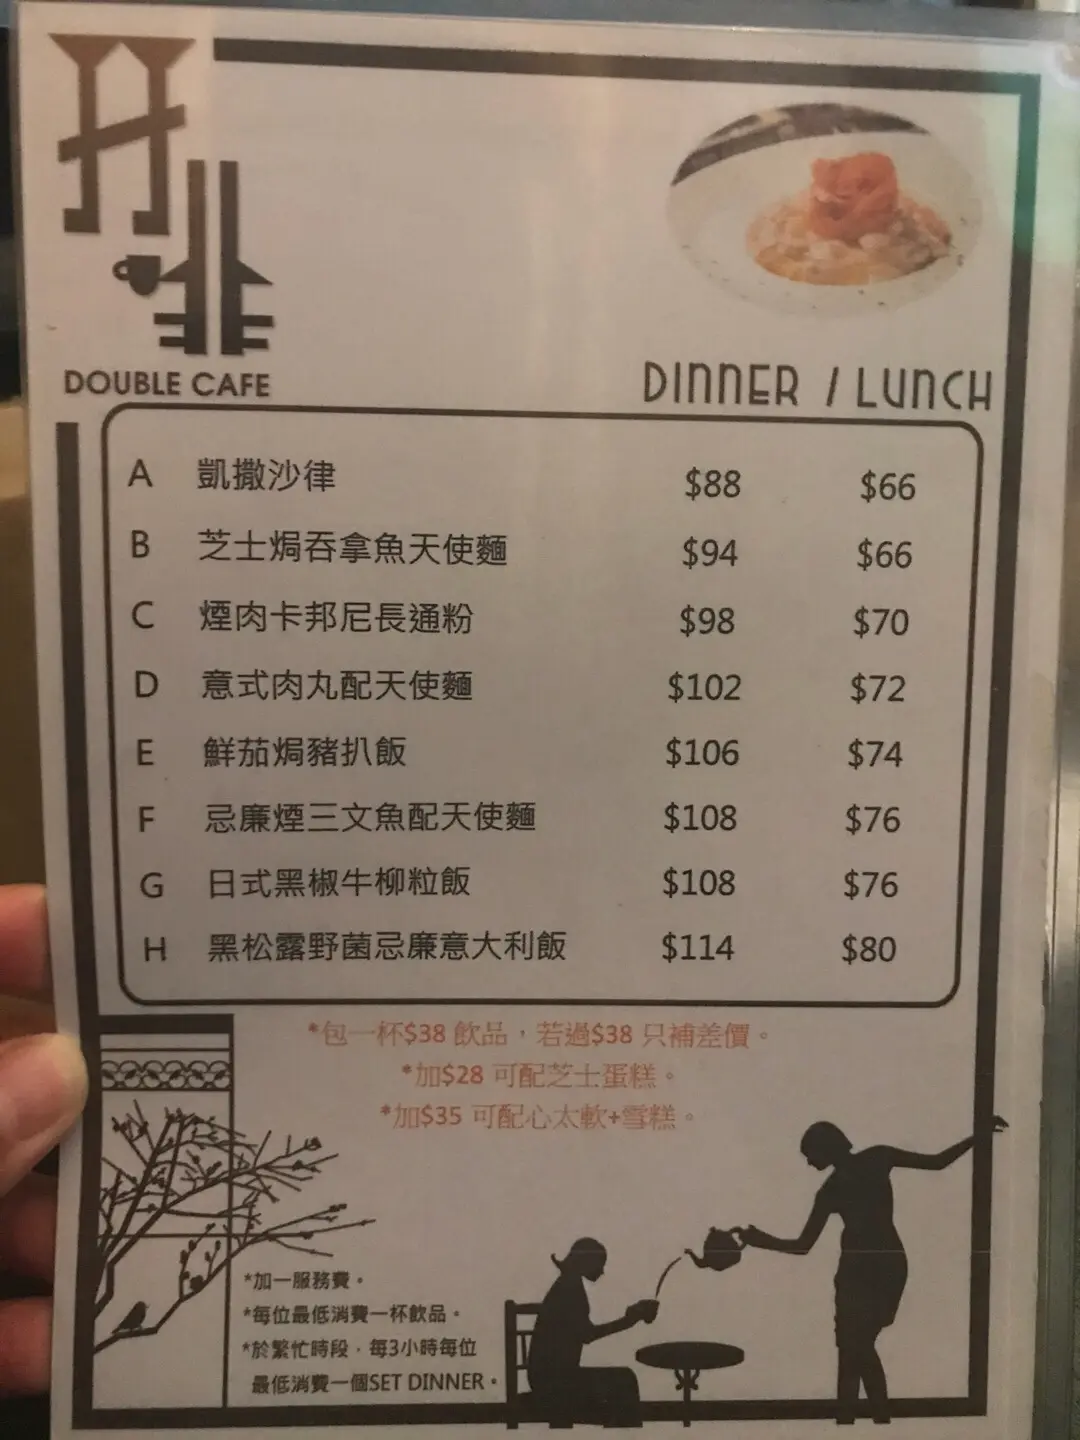 DOUBLE CAFE
DINNER / LUNCH
A 凱撒沙律 $88 $66
B 芝士焗吞拿魚天使麵 $94 $66
C 煙肉卡邦尼長通粉 $98 $70
D 意式肉丸配天使麵 $102 $72
E 鮮茄焗豬扒飯 $106 $74
F 忌廉煙三文魚配天使麵 $108 $76
G 日式黑椒牛柳粒飯 $108 $76
H 黑松露野菌忌廉意大利飯 $114 $80
*包一杯$38 飲品，若過$38 只補差價。
*加$28 可配芝士蛋糕。
*加$35 可配心太軟+雪糕。
*加一服務費。
*每位最低消費一杯飲品。
*於繁忙時段，每3小時每位
最低消費一個SET DINNER。